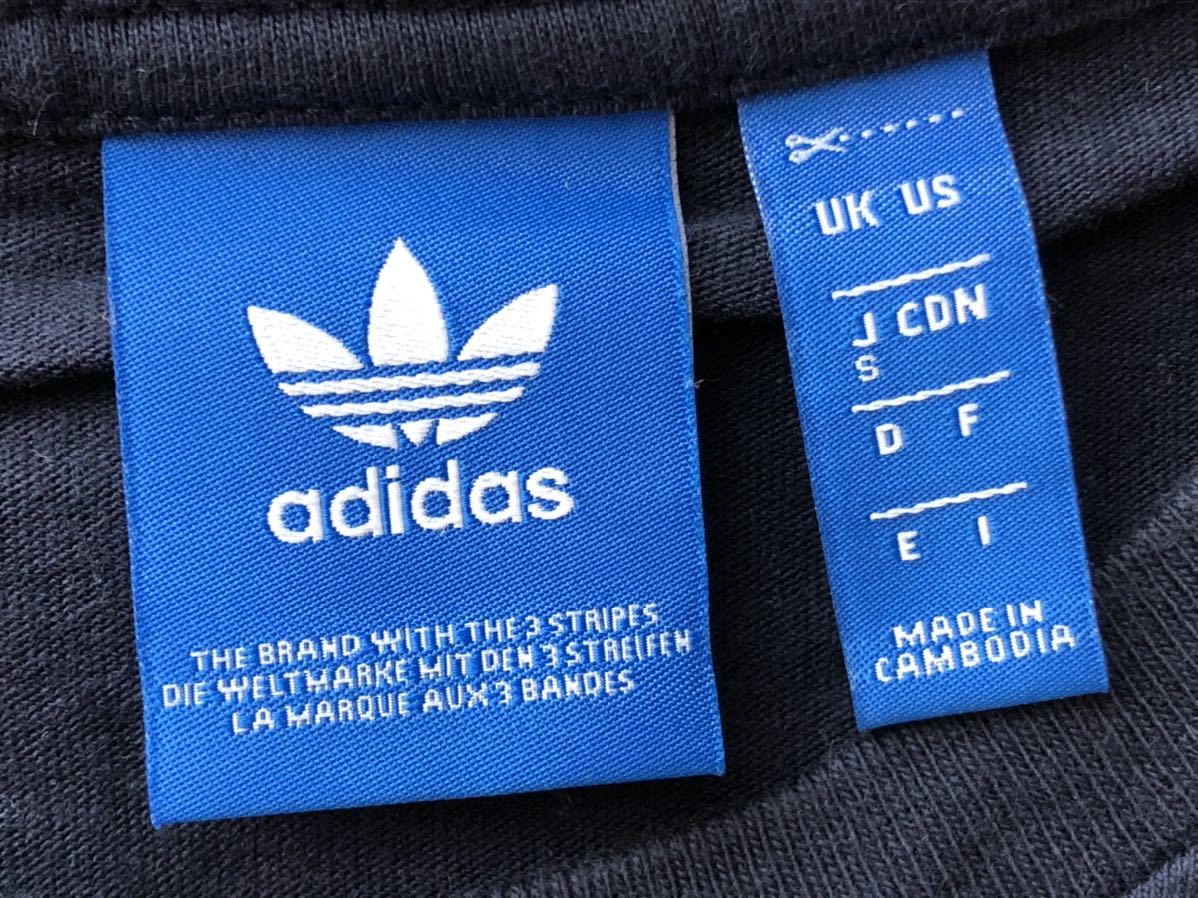 adidas
THE BRAND WITH THE 3 STRIPES
DIE WELTMARKE MIT DEN 3 STREIFEN
LA MARQUE AUX 3 BANDES
UK US
J CDN
S
D F
E I
MADE IN
CAMBODIA